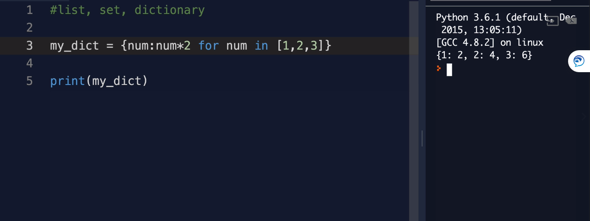 1 #list, set, dictionary
2
3 my_dict = {num:num*2 for num in [1,2,3]}
4
5 print(my_dict)
Python 3.6.1 (default, Dec
2015, 13:05:11)
[GCC 4.8.2] on linux
{1: 2, 2: 4, 3: 6}
>